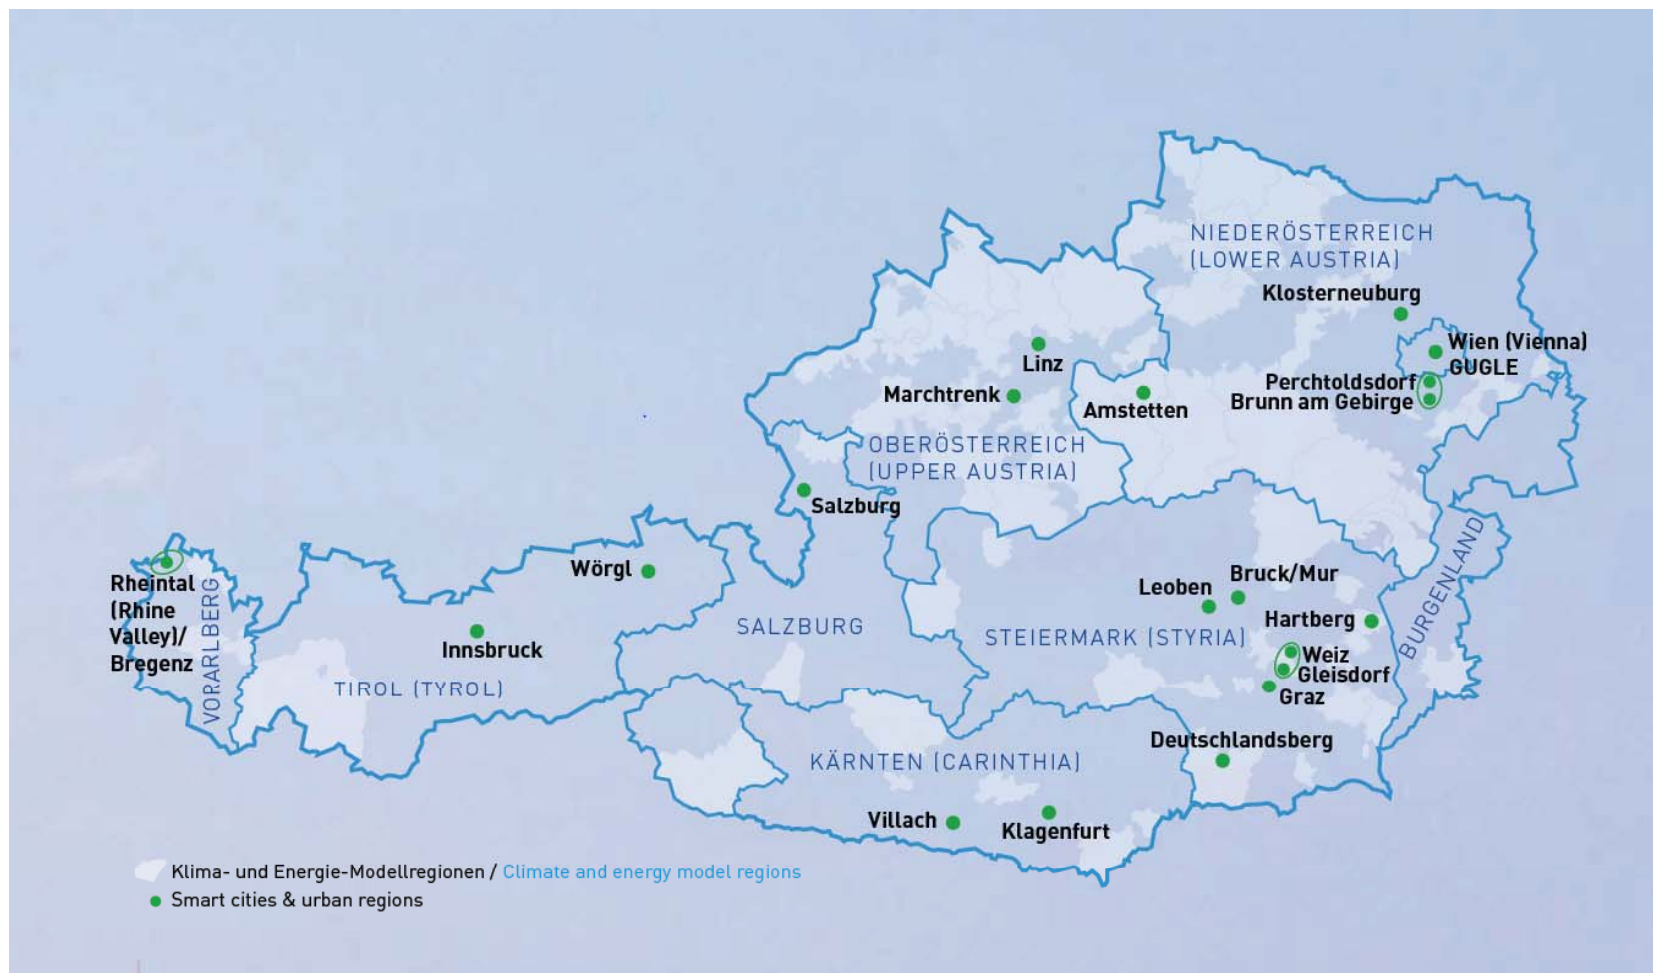 NIEDERÖSTERREICH
(LOWER AUSTRIA)
Klosterneuburg
Wien (Vienna)
GUGLE
Perchtoldsdorf
Brunn am Gebirge
Linz
Marchtrenk
Amstetten
OBERÖSTERREICH
(UPPER AUSTRIA)
Salzburg
Wörgl
Rheintal
(Rhine
Valley)/
Bregenz
VORARLBERG
Innsbruck
TIROL (TYROL)
SALZBURG
Leoben
Bruck/Mur
Hartberg
STEIERMARK (STYRIA)
BURGENLAND
Weiz
Gleisdorf
Graz
Deutschlandsberg
KÄRNTEN (CARINTHIA)
Villach
Klagenfurt
Klima- und Energie-Modellregionen / Climate and energy model regions
Smart cities & urban regions